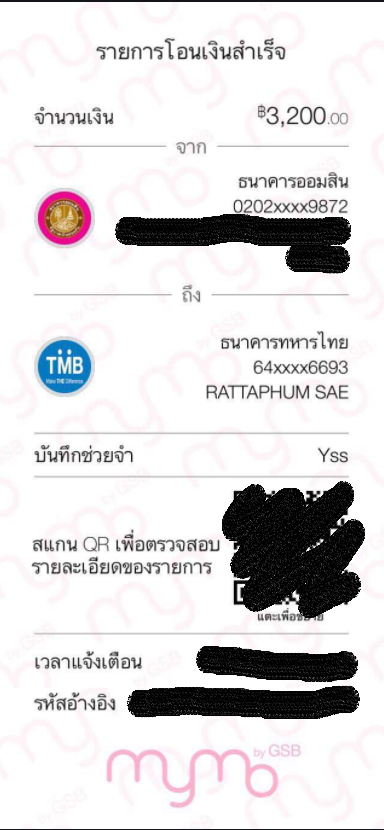 รายการโอนเงินสำเร็จ
จำนวนเงิน ฿3,200.00
จาก
ธนาคารออมสิน
0202xxxx9872
ถึง
TMB
Make THE Difference
ธนาคารทหารไทย
64xxxx6693
RATTAPHUM SAE
บันทึกช่วยจำ Yss
สแกน QR เพื่อตรวจสอบ
รายละเอียดของรายการ
แตะเพื่อขยาย
เวลาแจ้งเตือน
รหัสอ้างอิง
mymo by GSB